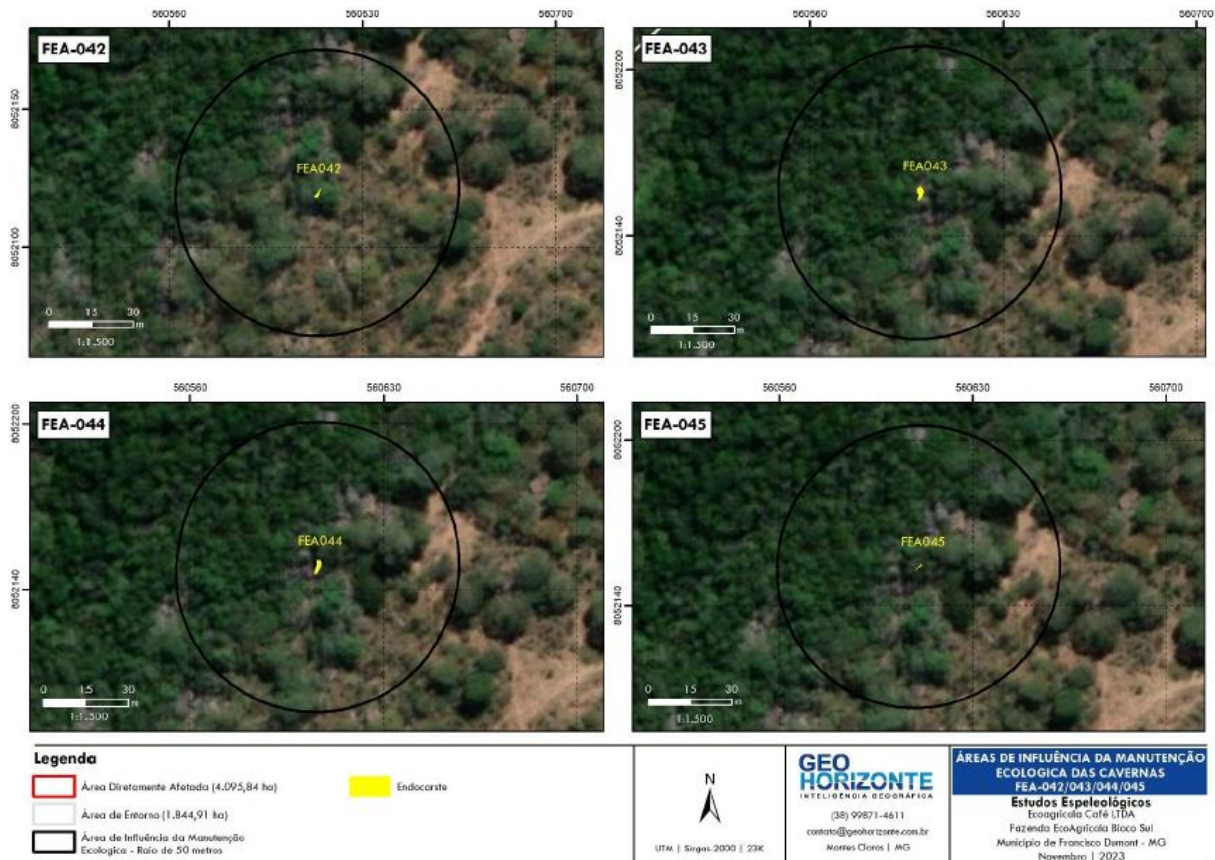 560560 560630 560700
560560 560630 560700
FEA-042
FEA-043
8052150
8052100
8052200
8052140
FEA042
FEA043
0 15 30
m
1:1.500
0 15 30
m
1:1.500
560560 560630 560700
560560 560630 560700
FEA-044
FEA-045
8052200
8052140
8052200
8052140
FEA044
FEA045
0 15 30
m
1:1.500
0 15 30
m
1:1.500
Legenda
Área Diretamente Afetada (4.095,84 ha)
Endocarste
Área de Entorno (1.844,91 ha)
Área de Influência da Manutenção
Ecologica - Raio de 50 metros
N
UTM | Sirgas-2000 | 23K
GEO
HORIZONTE
INTELIGÊNCIA GEOGRÁFICA
(38) 99871-4611
contato@geohorizonte.com.br
Montes Claros | MG
ÁREAS DE INFLUÊNCIA DA MANUTENÇÃO
ECOLOGICA DAS CAVERNAS
FEA-042/043/044/045
Estudos Espeleológicos
Ecoagrícola Café LTDA
Fazenda EcoAgrícola Bloco Sul
Município de Francisco Dumont - MG
Novembro | 2023